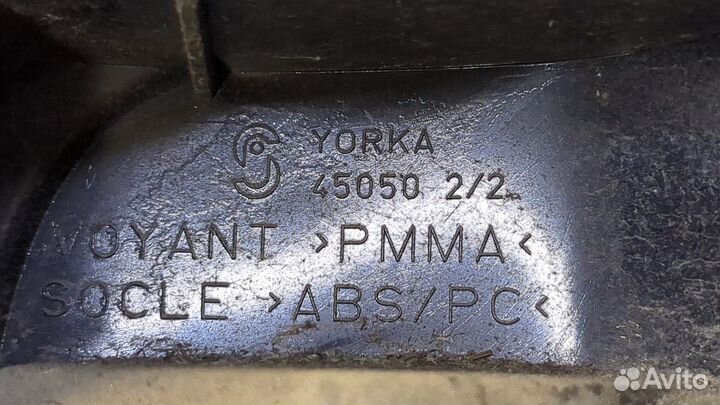 YORKA
45050 2/2
VOYANT >PMMA<
SOCLE >ABS/PC<
Avito